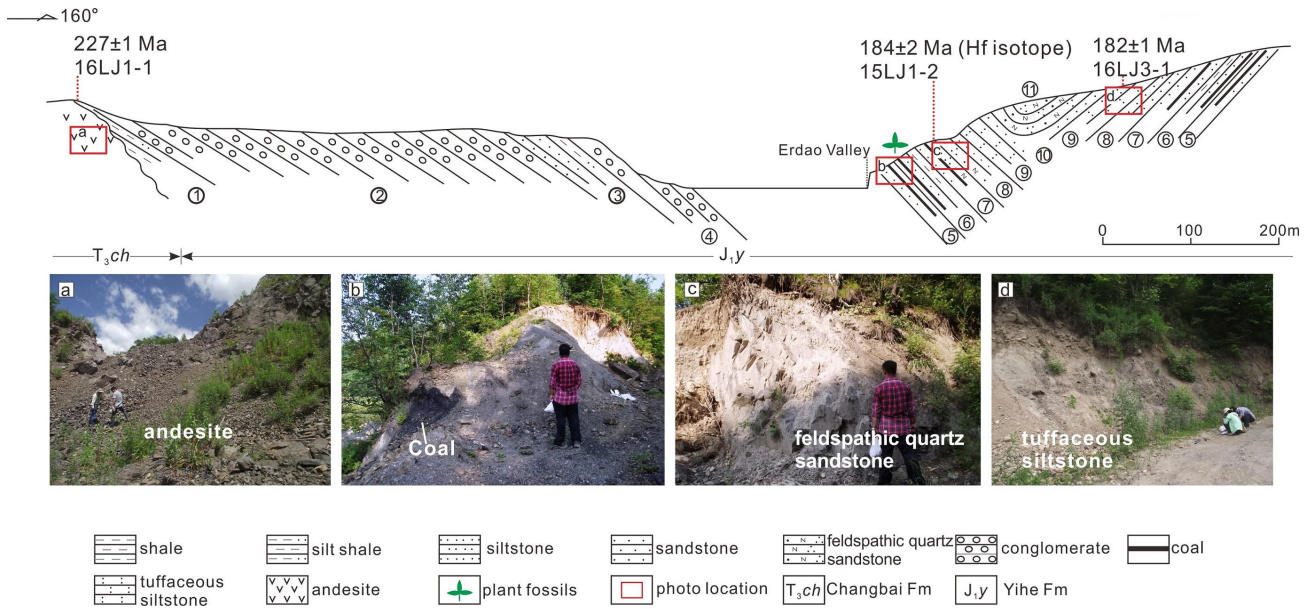 160°
227±1 Ma
16LJ1-1
184±2 Ma (Hf isotope)
15LJ1-2
182±1 Ma
16LJ3-1
a
Erdao Valley
b
c
d
①
②
③
④
⑤
⑥
⑦
⑧
⑨
⑩
⑪
N
N
N
N
N
⑨
⑧
⑦
⑥
⑤
0 100 200m
T₃ch
J₁y
a
andesite
b
Coal
c
feldspathic quartz
sandstone
d
tuffaceous
siltstone
shale
silt shale
siltstone
sandstone
N N
N
N
feldspathic quartz
sandstone
conglomerate
coal
tuffaceous
siltstone
andesite
plant fossils
photo location
T₃ch Changbai Fm
J₁y Yihe Fm